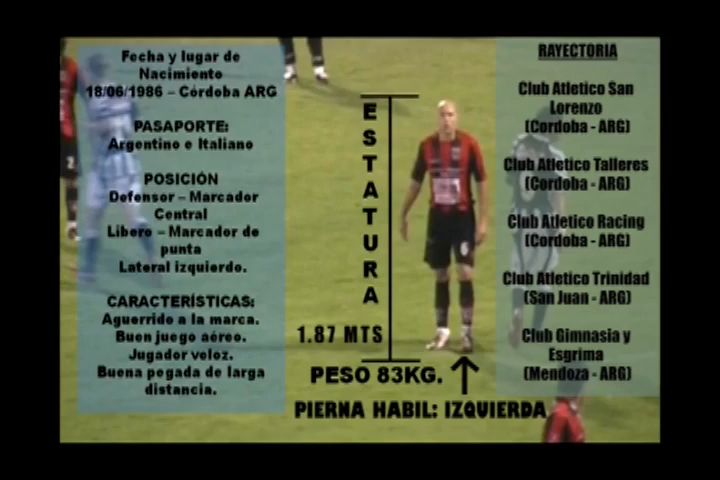 Fecha y lugar de
Nacimiento
18/06/1986 – Córdoba ARG
PASAPORTE:
Argentino e Italiano
POSICIÓN
Defensor – Marcador
Central
Libero – Marcador de
punta
Lateral izquierdo.
CARACTERÍSTICAS:
Aguerrido a la marca.
Buen juego aéreo.
Jugador veloz.
Buena pegada de larga
distancia.
ESTATURA
1.87 MTS
PESO 83KG.
PIERNA HABIL: IZQUIERDA
6
RAYECTORIA
Club Atletico San
Lorenzo
(Cordoba - ARG)
Club Atletico Talleres
(Cordoba - ARG)
Club Atletico Racing
(Cordoba - ARG)
Club Atletico Trinidad
(San Juan - ARG)
Club Gimnasia y
Esgrima
(Mendoza - ARG)